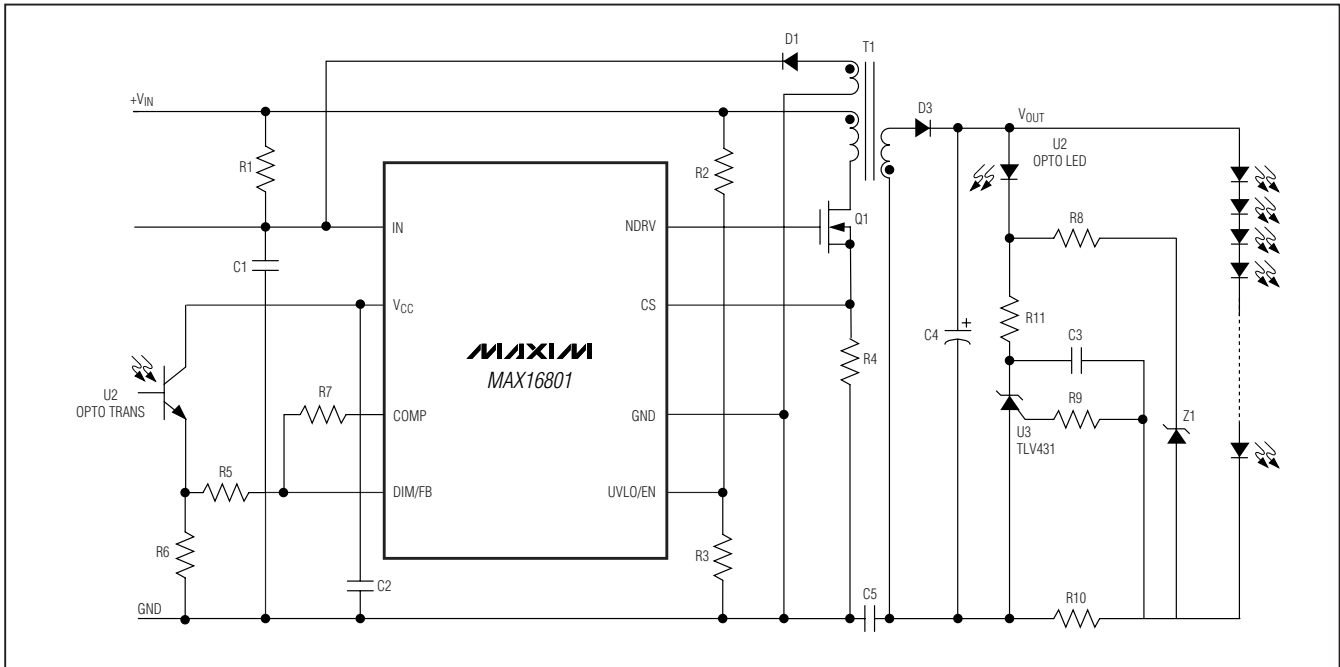 D1
T1
+VIN
D3
VOUT
U2
OPTO LED
R1
R2
R8
Q1
IN
NDRV
C1
VCC
CS
R11
C3
C4
R4
MAXIM
MAX16801
U2
OPTO TRANS
R7
COMP
GND
R9
Z1
U3
TLV431
R5
DIM/FB
UVLO/EN
R6
R3
C2
C5
R10
GND